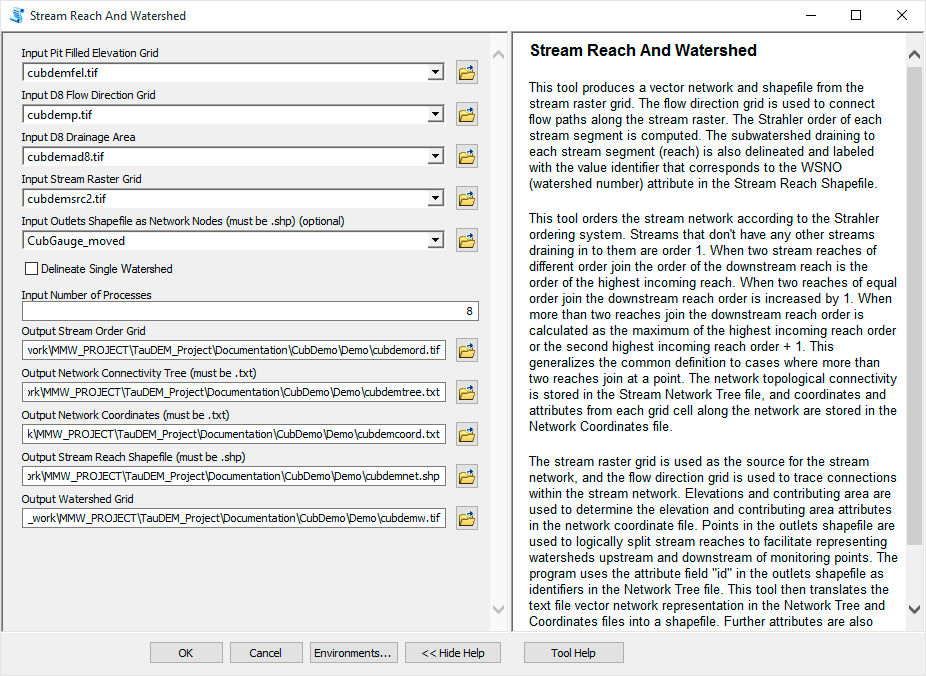 Stream Reach And Watershed
Input Pit Filled Elevation Grid
cubdemfel.tif
Input D8 Flow Direction Grid
cubdemp.tif
Input D8 Drainage Area
cubdemad8.tif
Input Stream Raster Grid
cubdemsrc2.tif
Input Outlets Shapefile as Network Nodes (must be .shp) (optional)
CubGauge_moved
Delineate Single Watershed
Input Number of Processes
8
Output Stream Order Grid
work\MMW_PROJECT\TauDEM_Project\Documentation\CubDemo\Demo\cubdemord.tif
Output Network Connectivity Tree (must be .txt)
ork\MMW_PROJECT\TauDEM_Project\Documentation\CubDemo\Demo\cubdemtree.txt
Output Network Coordinates (must be .txt)
k\MMW_PROJECT\TauDEM_Project\Documentation\CubDemo\Demo\cubdemcoord.txt
Output Stream Reach Shapefile (must be .shp)
ork\MMW_PROJECT\TauDEM_Project\Documentation\CubDemo\Demo\cubdemnet.shp
Output Watershed Grid
_work\MMW_PROJECT\TauDEM_Project\Documentation\CubDemo\Demo\cubdemw.tif
Stream Reach And Watershed
This tool produces a vector network and shapefile from the
stream raster grid. The flow direction grid is used to connect
flow paths along the stream raster. The Strahler order of each
stream segment is computed. The subwatershed draining to
each stream segment (reach) is also delineated and labeled
with the value identifier that corresponds to the WSNO
(watershed number) attribute in the Stream Reach Shapefile.
This tool orders the stream network according to the Strahler
ordering system. Streams that don't have any other streams
draining in to them are order 1. When two stream reaches of
different order join the order of the downstream reach is the
order of the highest incoming reach. When two reaches of equal
order join the downstream reach order is increased by 1. When
more than two reaches join the downstream reach order is
calculated as the maximum of the highest incoming reach order
or the second highest incoming reach order + 1. This
generalizes the common definition to cases where more than
two reaches join at a point. The network topological connectivity
is stored in the Stream Network Tree file, and coordinates and
attributes from each grid cell along the network are stored in the
Network Coordinates file.
The stream raster grid is used as the source for the stream
network, and the flow direction grid is used to trace connections
within the stream network. Elevations and contributing area are
used to determine the elevation and contributing area attributes
in the network coordinate file. Points in the outlets shapefile are
used to logically split stream reaches to facilitate representing
watersheds upstream and downstream of monitoring points. The
program uses the attribute field "id" in the outlets shapefile as
identifiers in the Network Tree file. This tool then translates the
text file vector network representation in the Network Tree and
Coordinates files into a shapefile. Further attributes are also
OK
Cancel
Environments...
<< Hide Help
Tool Help